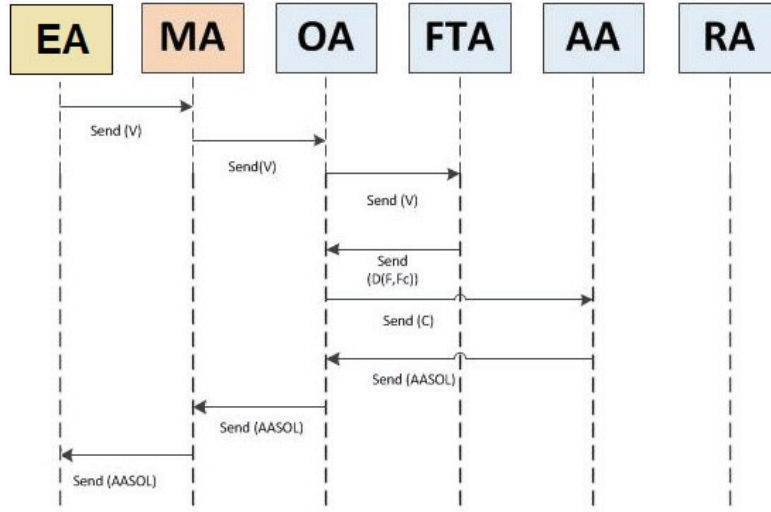 EA MA OA FTA AA RA
Send (V)
Send(V)
Send (V)
Send
(D(F,Fc))
Send (C)
Send (AASOL)
Send (AASOL)
Send (AASOL)